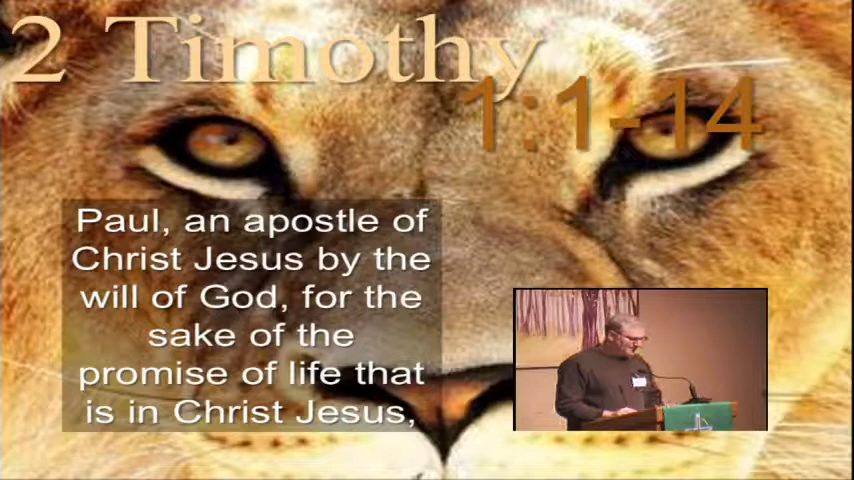 2 Timothy
1:1-14
Paul, an apostle of
Christ Jesus by the
will of God, for the
sake of the
promise of life that
is in Christ Jesus,